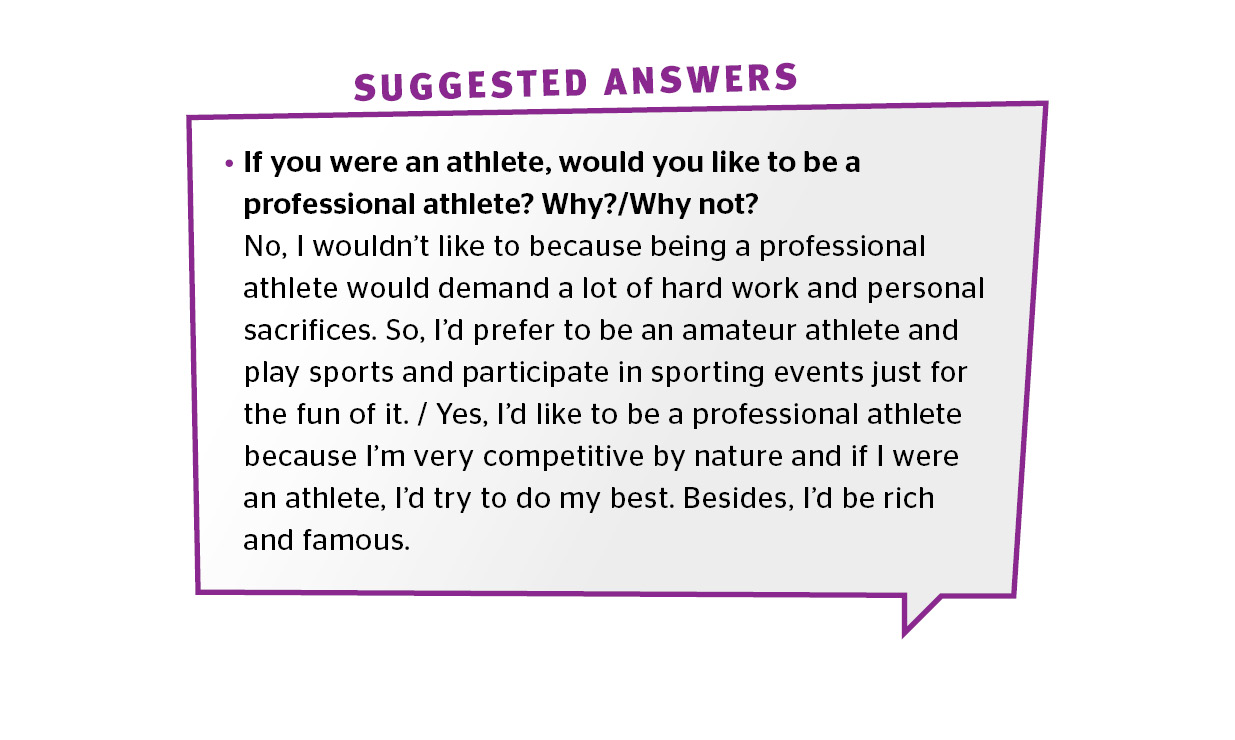 SUGGESTED ANSWERS
• If you were an athlete, would you like to be a
professional athlete? Why?/Why not?
No, I wouldn’t like to because being a professional
athlete would demand a lot of hard work and personal
sacrifices. So, I’d prefer to be an amateur athlete and
play sports and participate in sporting events just for
the fun of it. / Yes, I’d like to be a professional athlete
because I’m very competitive by nature and if I were
an athlete, I’d try to do my best. Besides, I’d be rich
and famous.